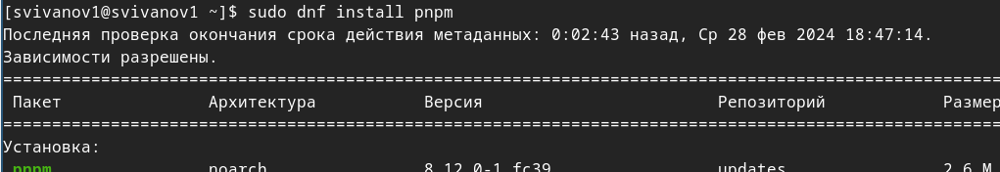 [svivanov1@svivanov1 ~]$ sudo dnf install pnpm
Последняя проверка окончания срока действия метаданных: 0:02:43 назад, Ср 28 фев 2024 18:47:14.
Зависимости разрешены.
Пакет Архитектура Версия Репозиторий Размер
Установка:
pnpm noarch 8.12.0-1.fc39 updates 2.6 M